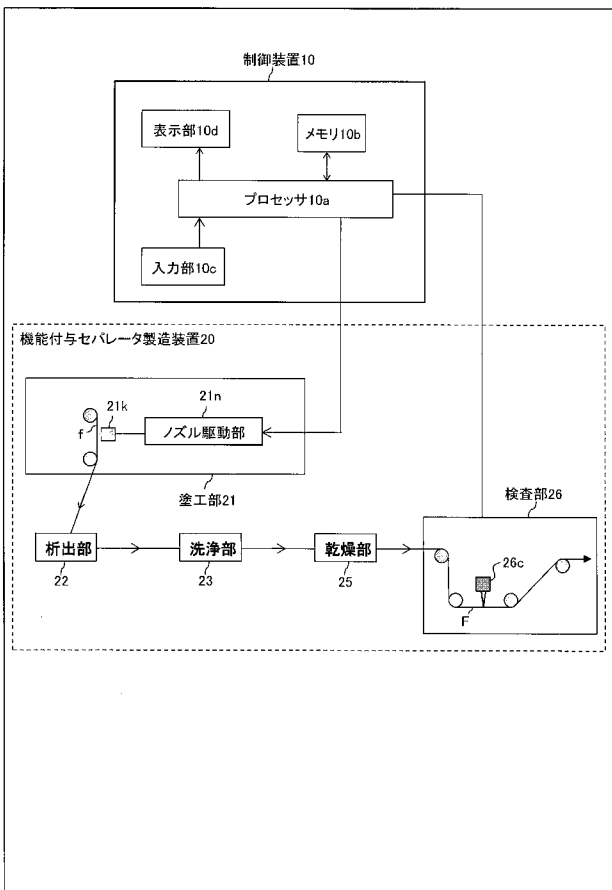 制御装置10
表示部10d
メモリ10b
プロセッサ10a
入力部10c
機能付与セパレータ製造装置20
21n
21k
f
ノズル駆動部
塗工部21
検査部26
析出部
洗浄部
乾燥部
22
23
25
26c
F